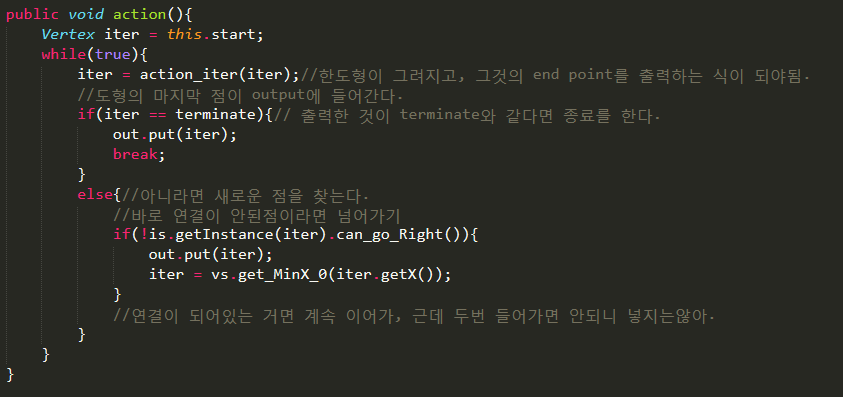 public void action(){
Vertex iter = this.start;
while(true){
iter = action_iter(iter);//한도형이 그려지고, 그것의 end point를 출력하는 식이 되야됨.
//도형의 마지막 점이 output에 들어간다.
if(iter == terminate){// 출력한 것이 terminate와 같다면 종료를 한다.
out.put(iter);
break;
}
else{//아니라면 새로운 점을 찾는다.
//바로 연결이 안된점이라면 넘어가기
if(!is.getInstance(iter).can_go_Right()){
out.put(iter);
iter = vs.get_MinX_0(iter.getX());
}
//연결이 되어있는 거면 계속 이어가, 근데 두번 들어가면 안되니 넣지는않아.
}
}
}